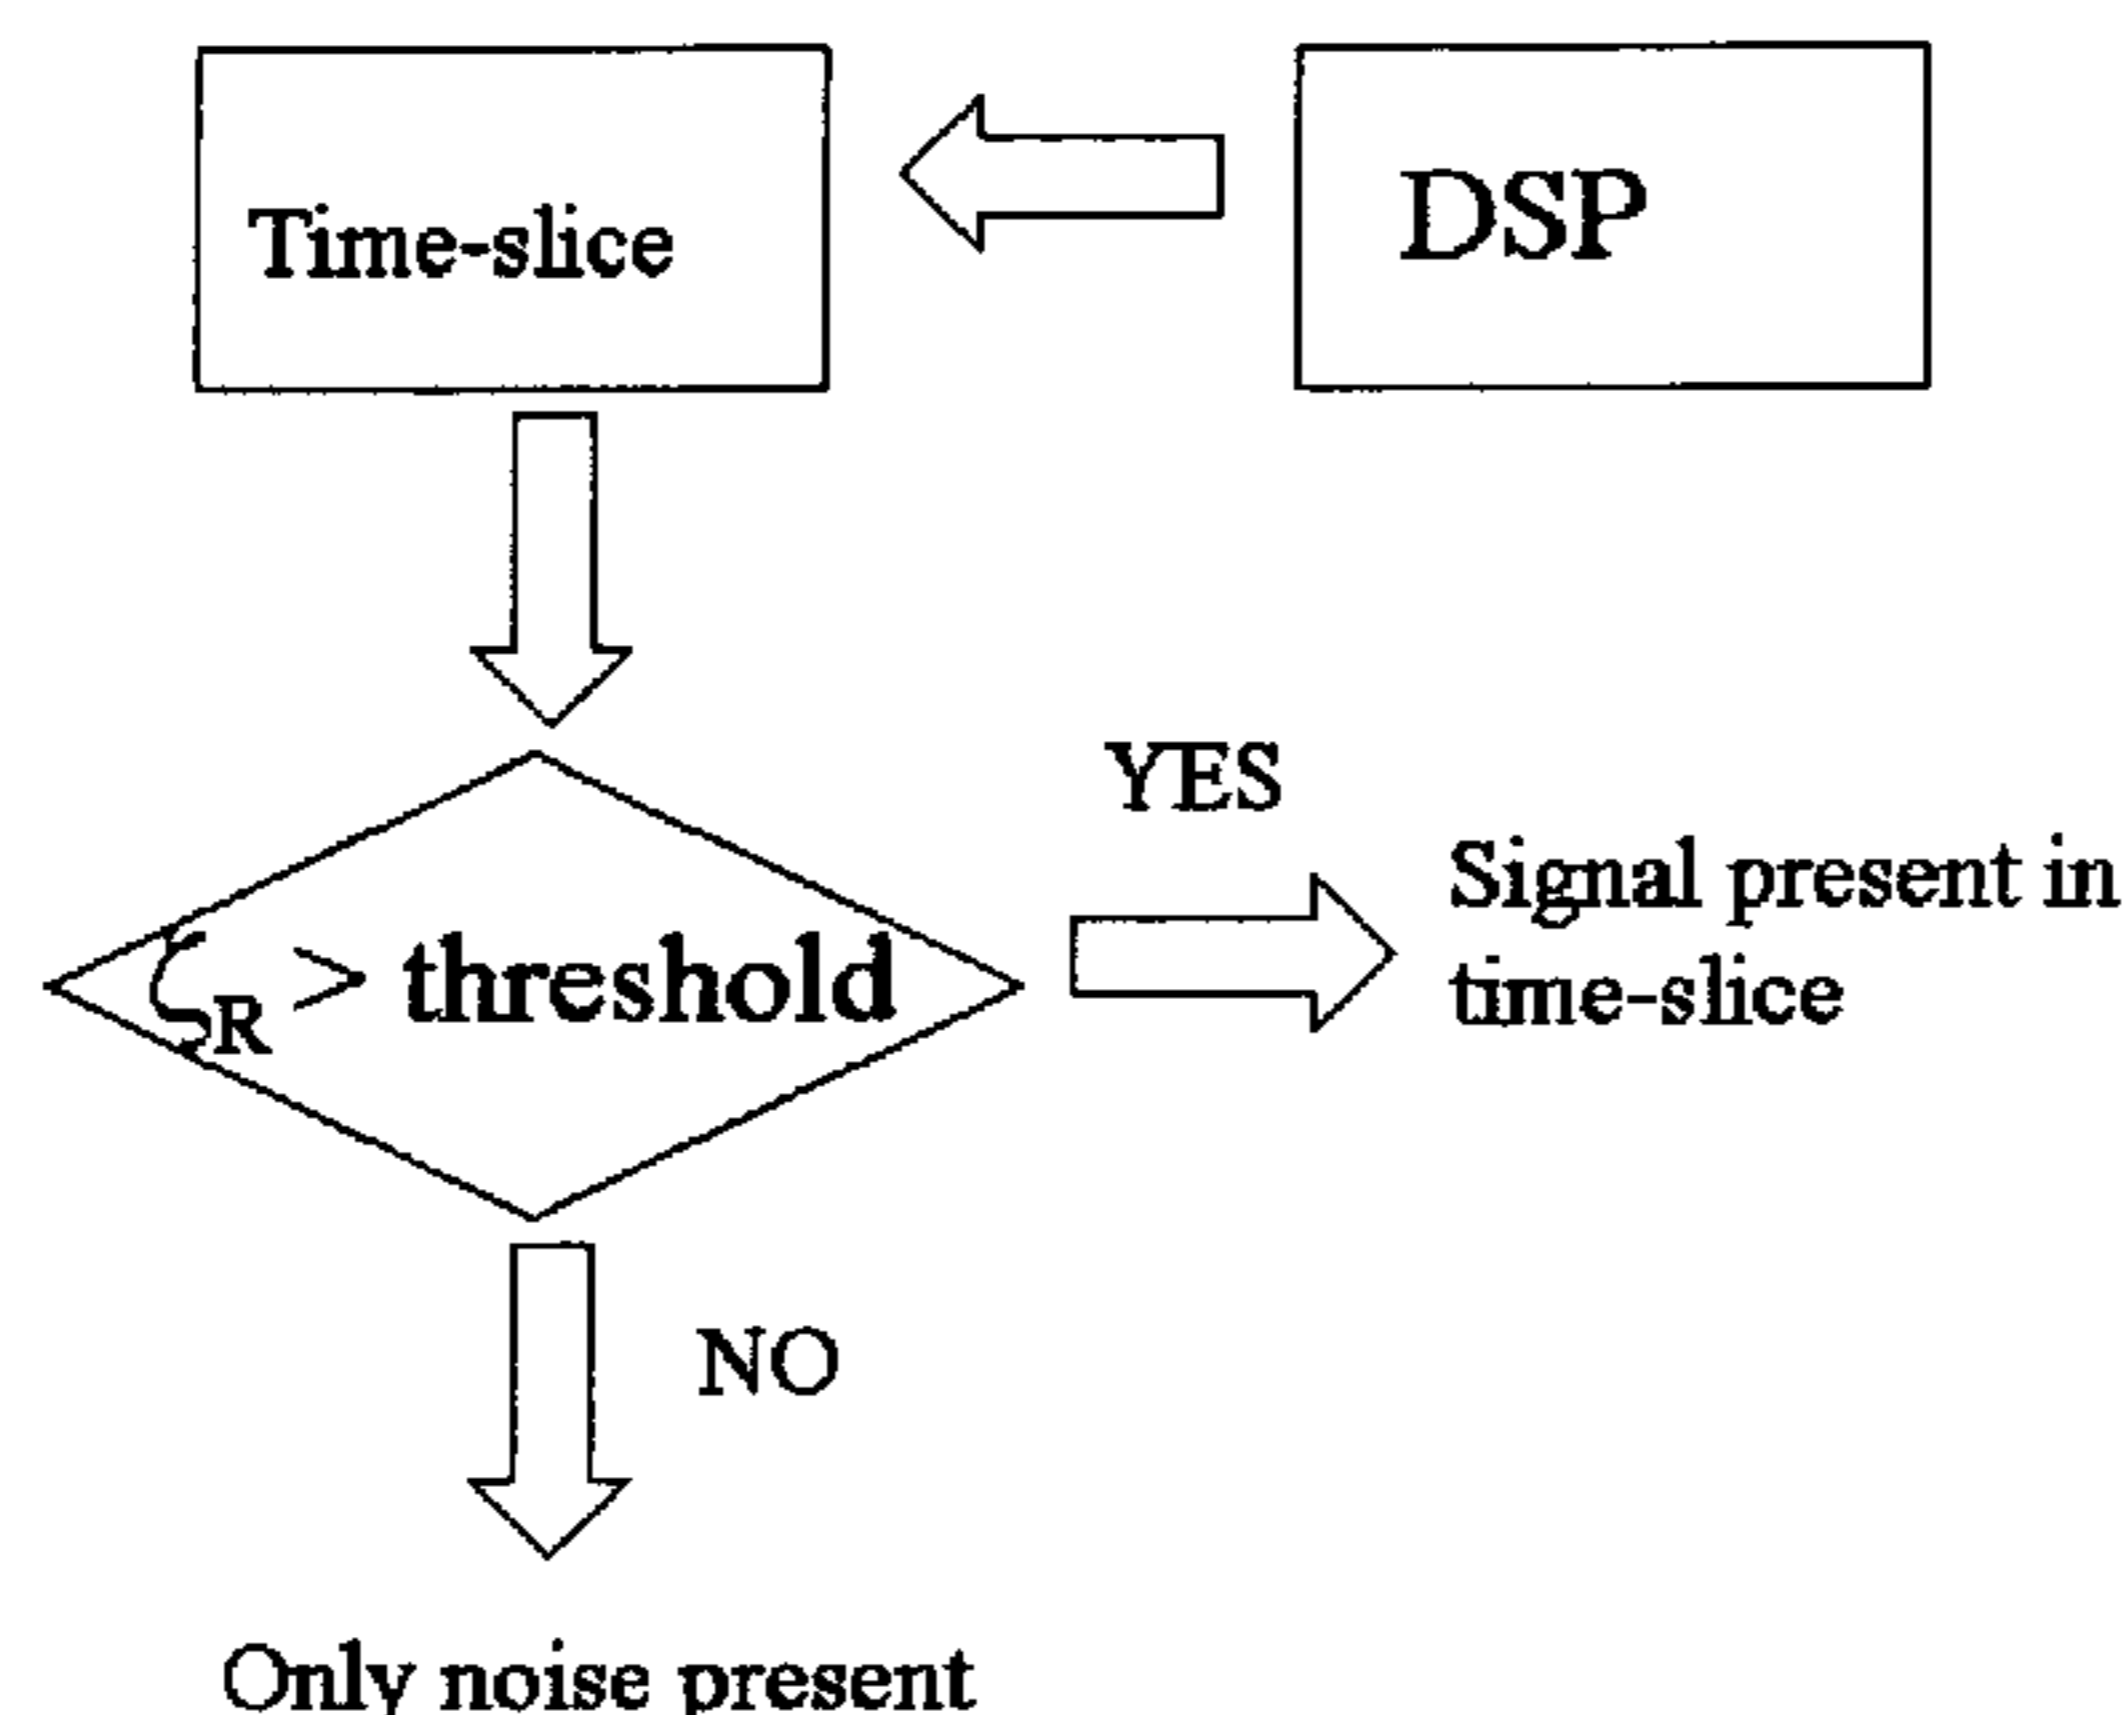 Time-slice
DSP
YES
ζR > threshold
Signal present in
time-slice
NO
Only noise present